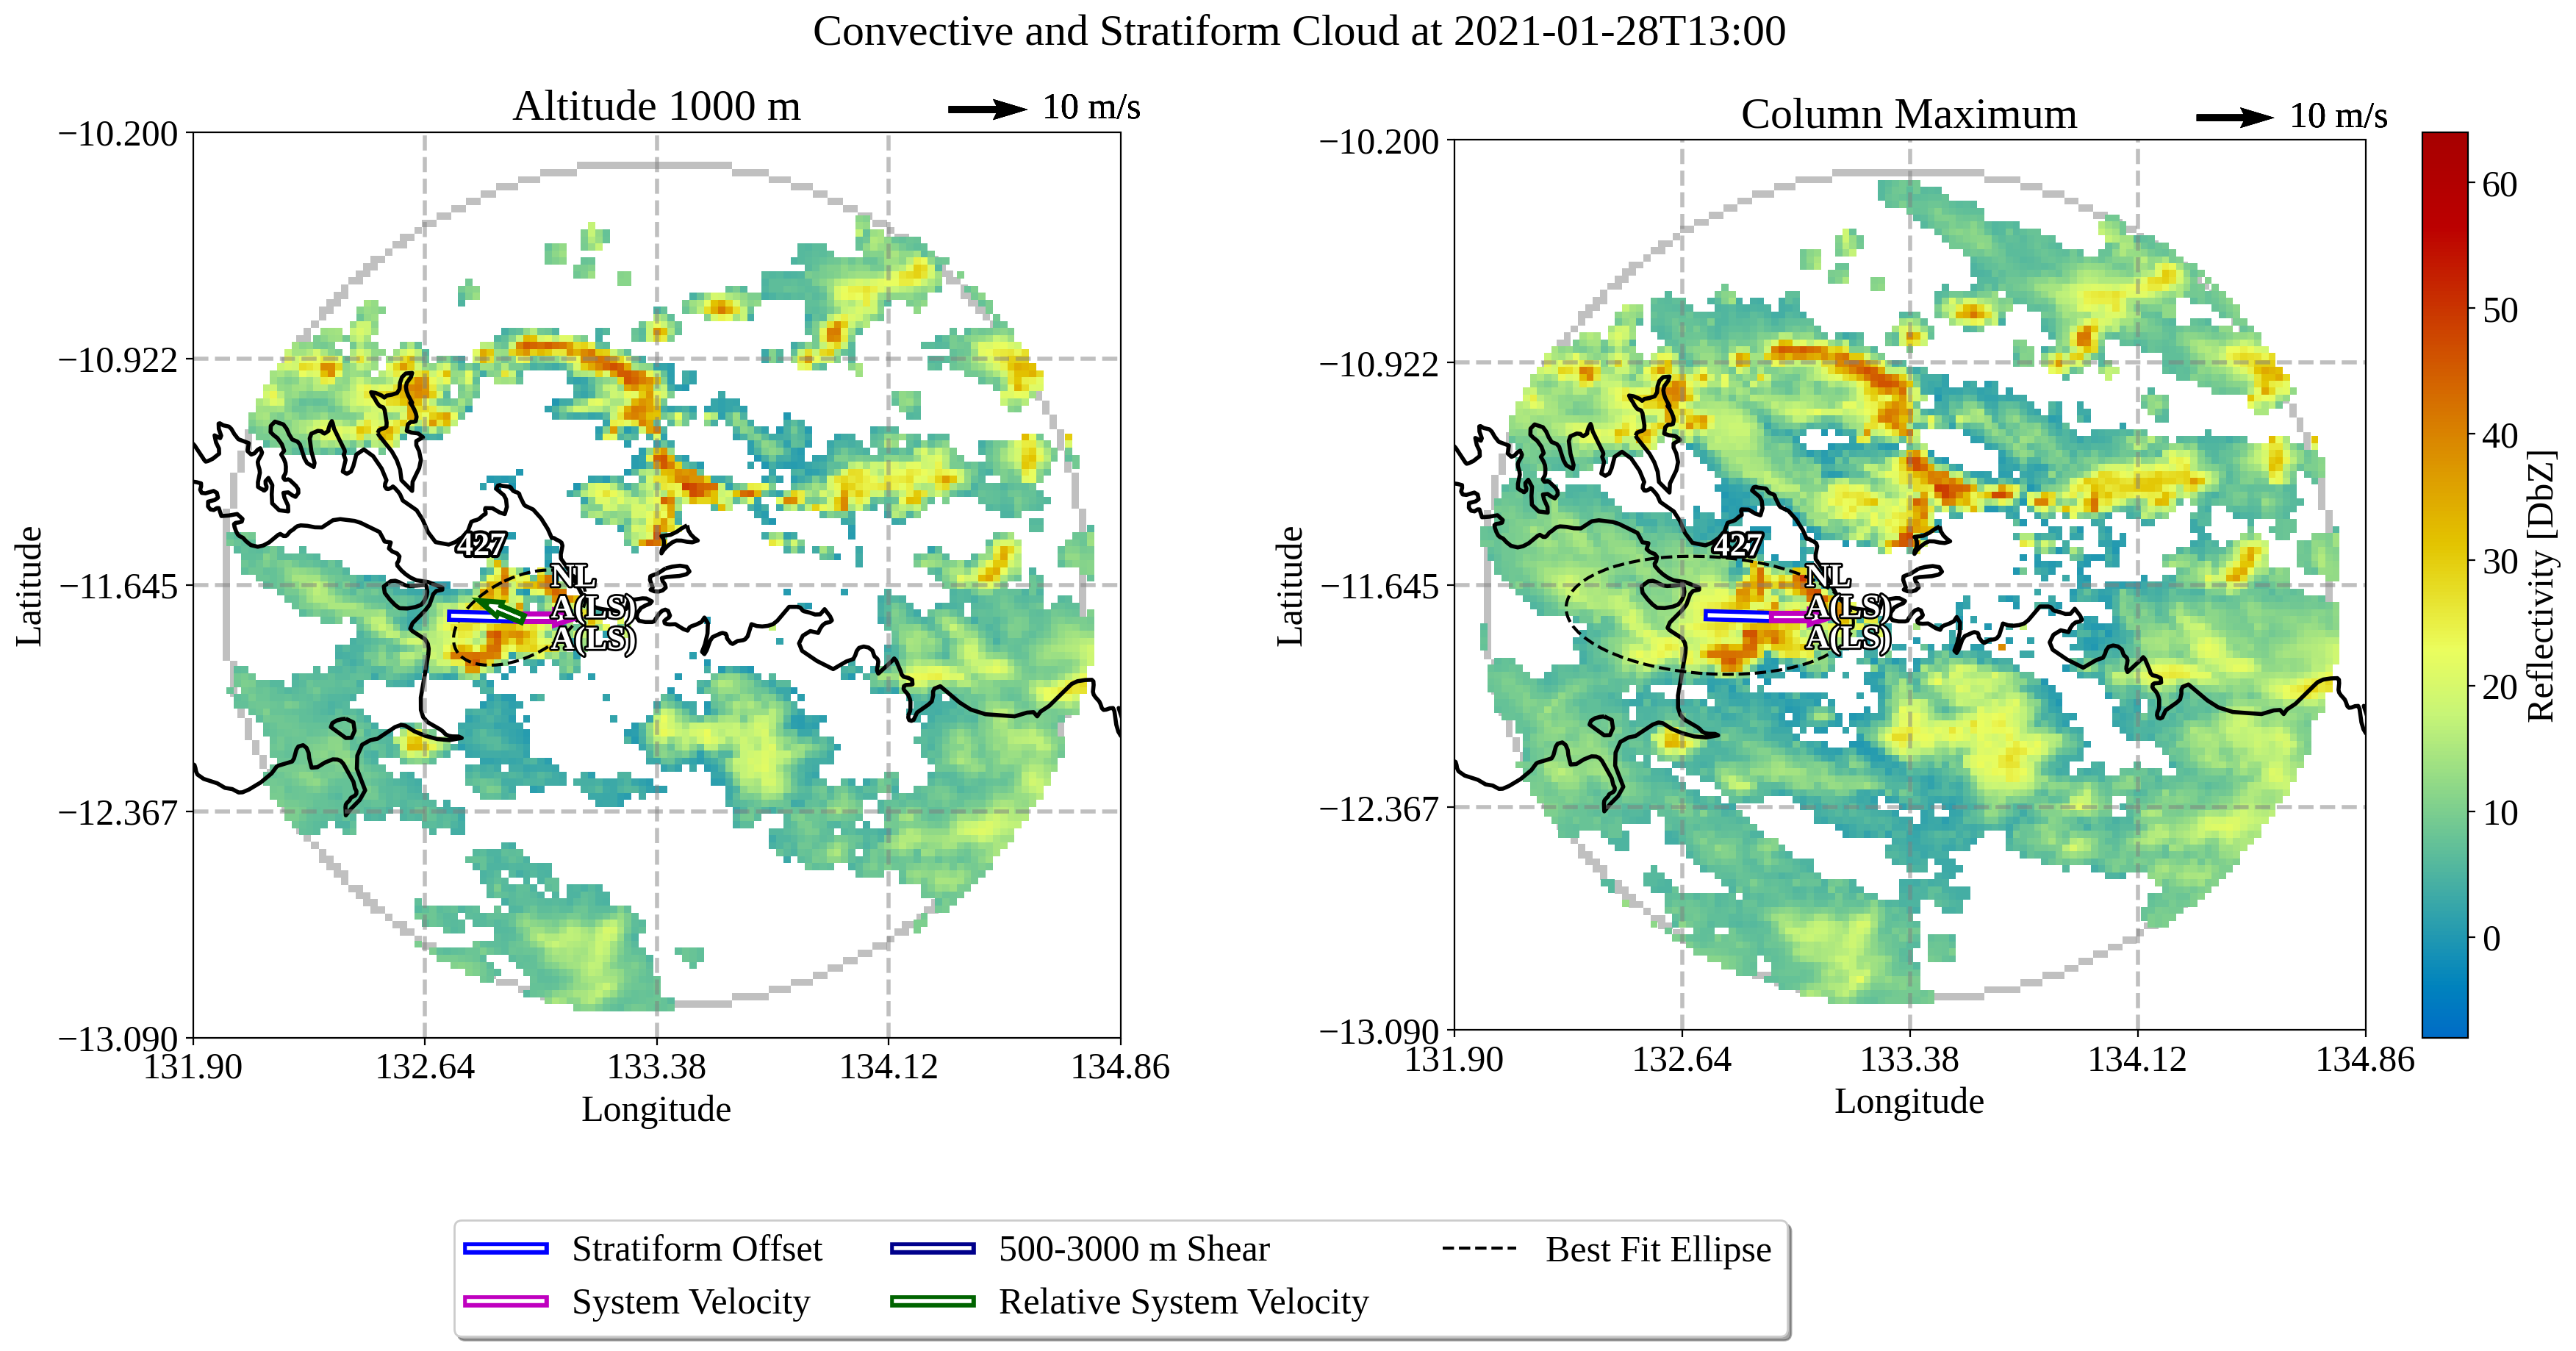 Convective and Stratiform Cloud at 2021-01-28T13:00
Altitude 1000 m
10 m/s
Column Maximum
10 m/s
−10.200
−10.922
−11.645
−12.367
−13.090
Latitude
131.90
132.64
133.38
134.12
134.86
Longitude
427
NL
A(LS)
A(LS)
−10.200
−10.922
−11.645
−12.367
−13.090
Latitude
131.90
132.64
133.38
134.12
134.86
Longitude
427
NL
A(LS)
A(LS)
60
50
40
30
20
10
0
Reflectivity [DbZ]
Stratiform Offset
System Velocity
500-3000 m Shear
Relative System Velocity
Best Fit Ellipse